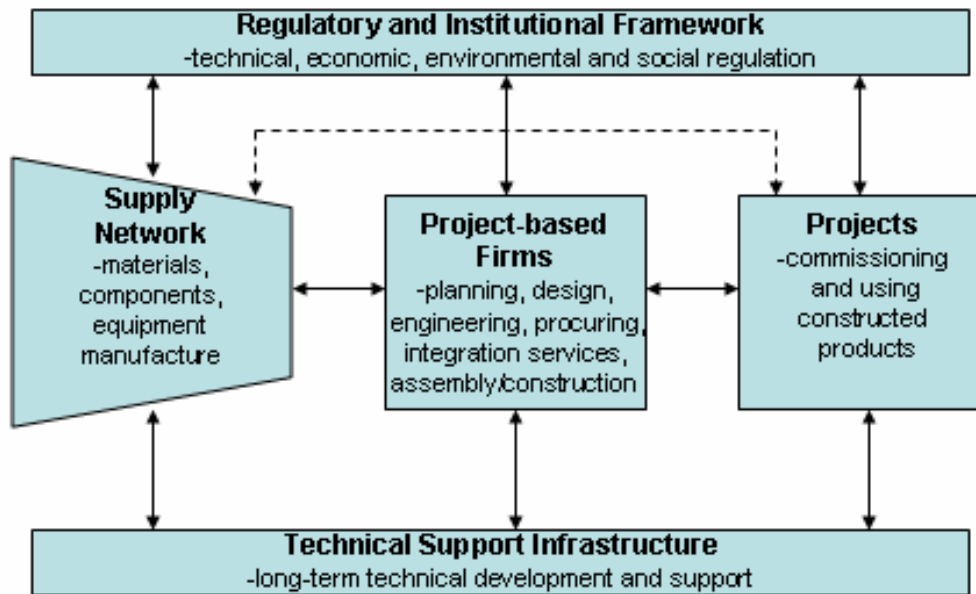 Regulatory and Institutional Framework
-technical, economic, environmental and social regulation
Supply
Network
-materials,
components,
equipment
manufacture
Project-based
Firms
-planning, design,
engineering, procuring,
integration services,
assembly/construction
Projects
-commissioning
and using
constructed
products
Technical Support Infrastructure
-long-term technical development and support